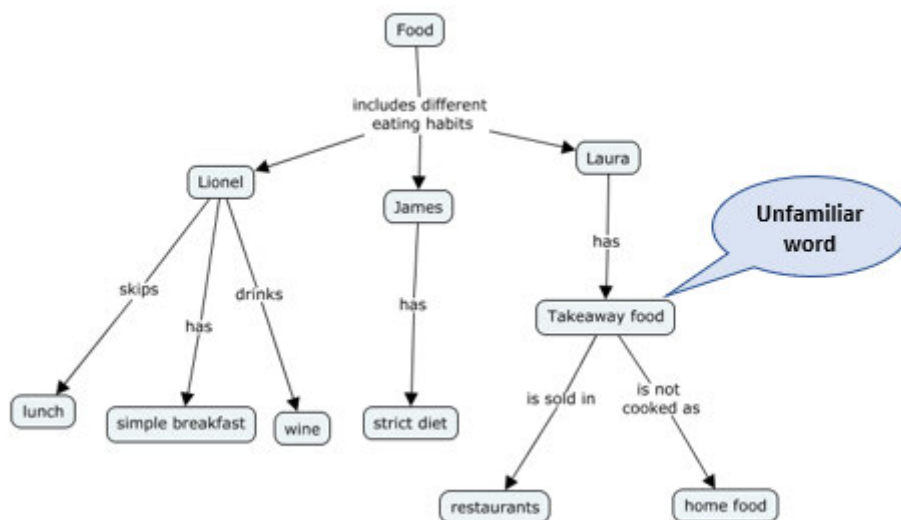 Food
includes different
eating habits
Lionel
James
Laura
Unfamiliar
word
skips
has
drinks
has
has
Takeaway food
lunch
simple breakfast
wine
strict diet
is sold in
is not
cooked as
restaurants
home food